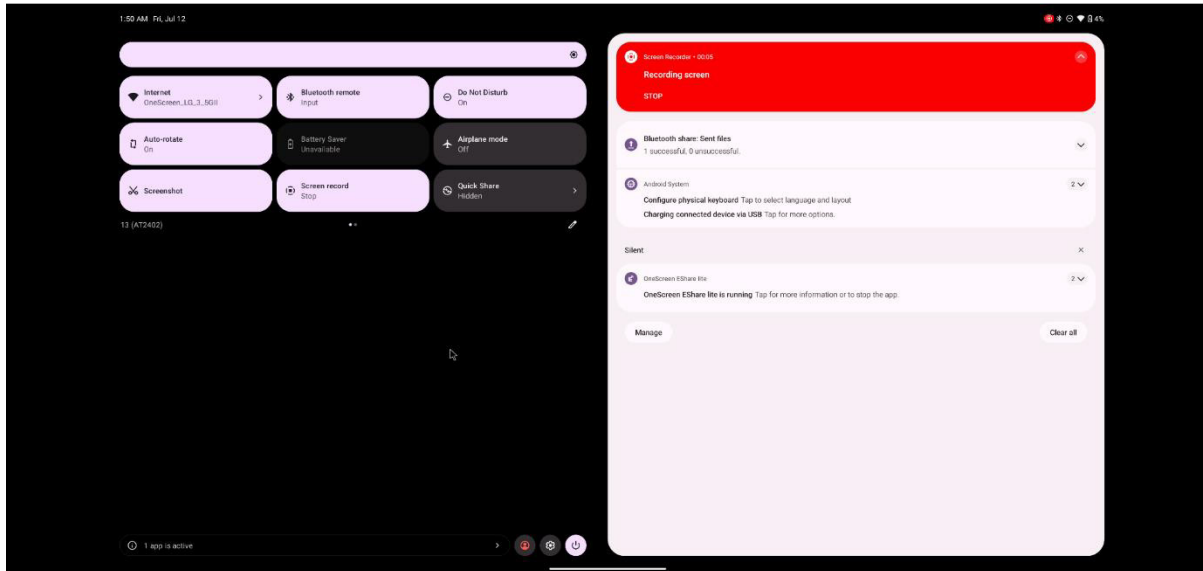 1:50 AM Fri, Jul 12
4%
Internet
OneScreen_LG_3_5GII
Bluetooth remote
Input
Do Not Disturb
On
Auto-rotate
On
Battery Saver
Unavailable
Airplane mode
Off
Screenshot
Screen record
Stop
Quick Share
Hidden
13 (AT2402)
1 app is active
Screen Recorder • 00:05
Recording screen
STOP
Bluetooth share: Sent files
1 successful, 0 unsuccessful.
Android System
2
Configure physical keyboard Tap to select language and layout
Charging connected device via USB Tap for more options.
Silent
OneScreen EShare lite
2
OneScreen EShare lite is running Tap for more information or to stop the app.
Manage
Clear all